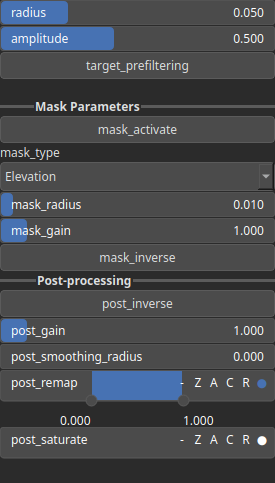 radius 0.050
amplitude 0.500
target_prefiltering
Mask Parameters
mask_activate
mask_type
Elevation
mask_radius 0.010
mask_gain 1.000
mask_inverse
Post-processing
post_inverse
post_gain 1.000
post_smoothing_radius 0.000
post_remap - Z A C R
0.000 1.000
post_saturate - Z A C R